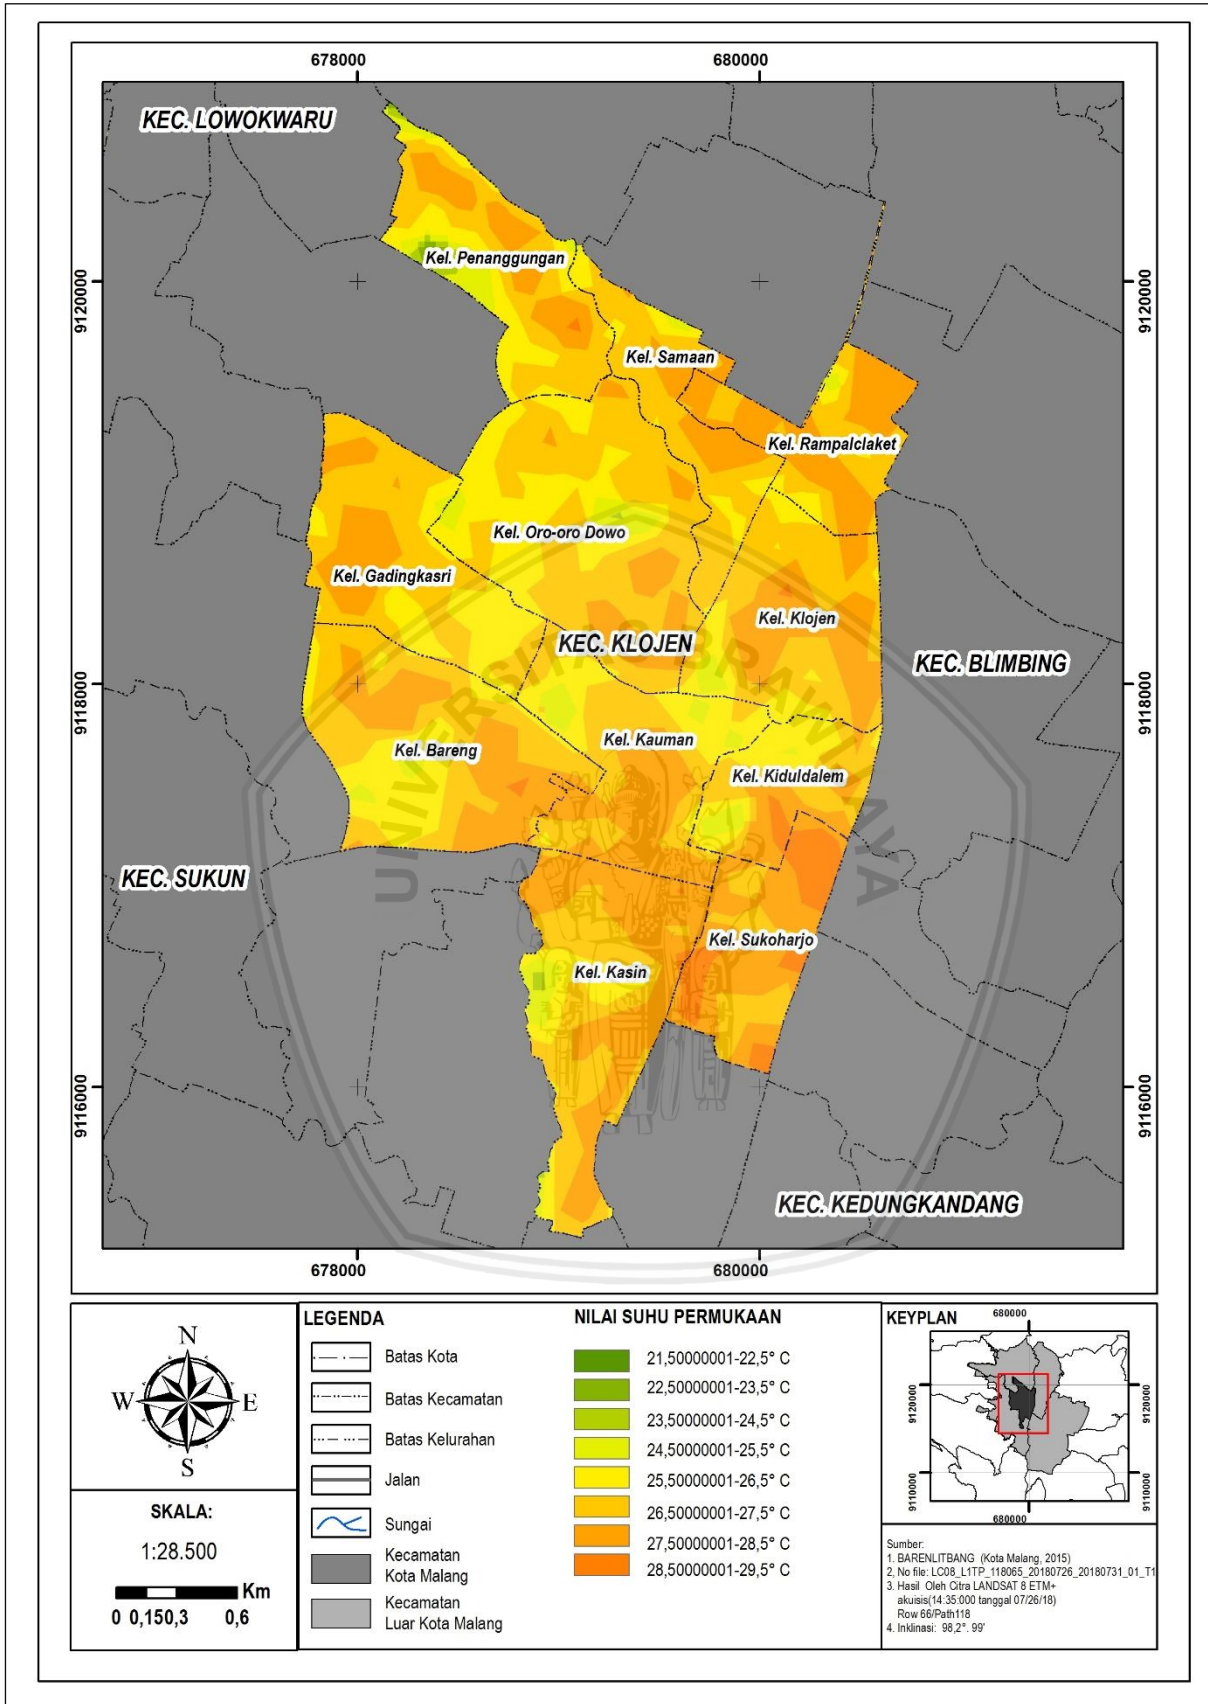 678000
680000
KEC. LOWOKWARU
Kel. Penanggungan
9120000
9120000
Kel. Samaan
Kel. Rampalclaket
Kel. Oro-oro Dowo
Kel. Gadingkasri
Kel. Klojen
KEC. KLOJEN
KEC. BLIMBING
9118000
9118000
Kel. Kauman
Kel. Bareng
Kel. Kiduldalem
UNIVERSITAS BRAWIJAYA
KEC. SUKUN
Kel. Sukoharjo
Kel. Kasin
9116000
9116000
KEC. KEDUNGKANDANG
678000
680000
N
W
E
S
SKALA:
1:28.500
Km
0 0,150,3 0,6
LEGENDA
Batas Kota
Batas Kecamatan
Batas Kelurahan
Jalan
Sungai
Kecamatan
Kota Malang
Kecamatan
Luar Kota Malang
NILAI SUHU PERMUKAAN
21,50000001-22,5° C
22,50000001-23,5° C
23,50000001-24,5° C
24,50000001-25,5° C
25,50000001-26,5° C
26,50000001-27,5° C
27,50000001-28,5° C
28,50000001-29,5° C
KEYPLAN
680000
9120000
9120000
9110000
9110000
680000
Sumber:
1. BARENLITBANG (Kota Malang, 2015)
2, No file: LC08_L1TP_118065_20180726_20180731_01_T1
3. Hasil Oleh Citra LANDSAT 8 ETM+
akuisis(14:35:000 tanggal 07/26/18)
Row 66/Path118
4. Inklinasi: 98,2°. 99'